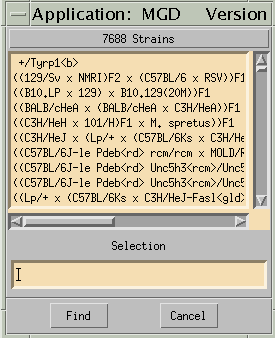 Application: MGD Version
7688 Strains
+/Tyrp1<b>
((129/Sv x NMRI)F2 x (C57BL/6 x RSV))F1
((B10.LP x 129) x B10.129(20M))F1
((BALB/cHeA x (BALB/cHeA x C3H/HeA))F1
((C3H/HeH x 101/H)F1 x M. spretus))F1
((C3H/HeJ x (Lp/+ x (C57BL/6Ks x C3H/He
((C57BL/6J-le Pdeb<rd> rcm/rcm x MOLD/R
((C57BL/6J-le Pdeb<rd> Unc5h3<rcm>/Unc5
((C57BL/6J-le Pdeb<rd> Unc5h3<rcm>/Unc5
((Lp/+ x (C57BL/6Ks x C3H/HeJ-Fasl<gld>
Selection
Find Cancel